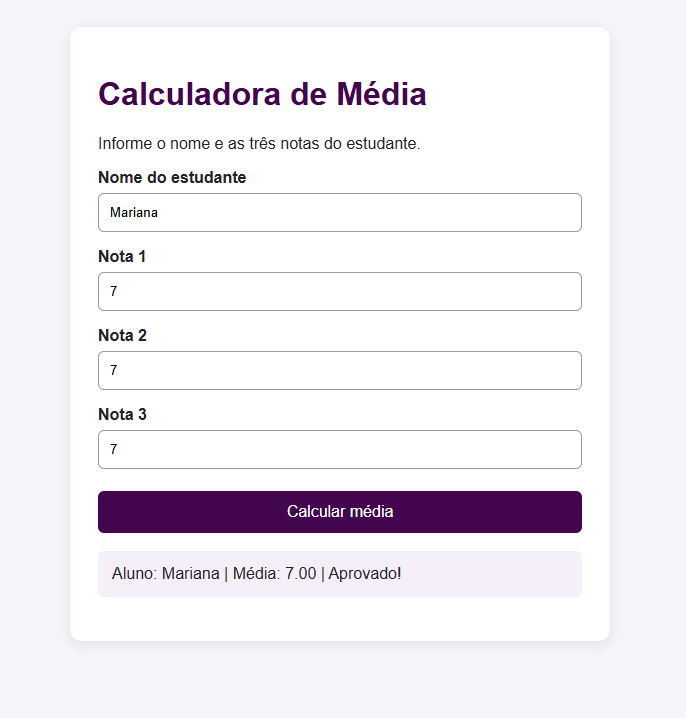 Calculadora de Média
Informe o nome e as três notas do estudante.
Nome do estudante
Mariana
Nota 1
7
Nota 2
7
Nota 3
7
Calcular média
Aluno: Mariana | Média: 7.00 | Aprovado!